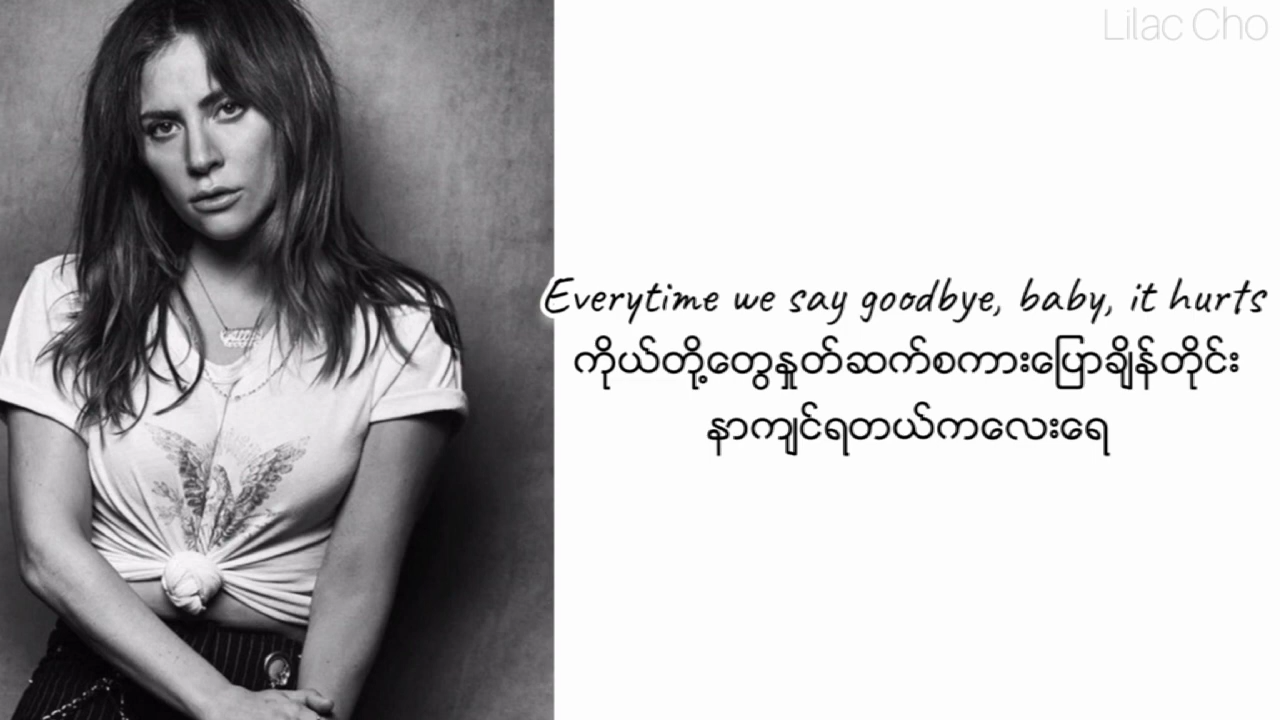 Lilac Cho
Everytime we say goodbye, baby, it hurts
ကိုယ်တို့တွေနှုတ်ဆက်စကားပြောချိန်တိုင်း
နာကျင်ရတယ်ကလေးရေ